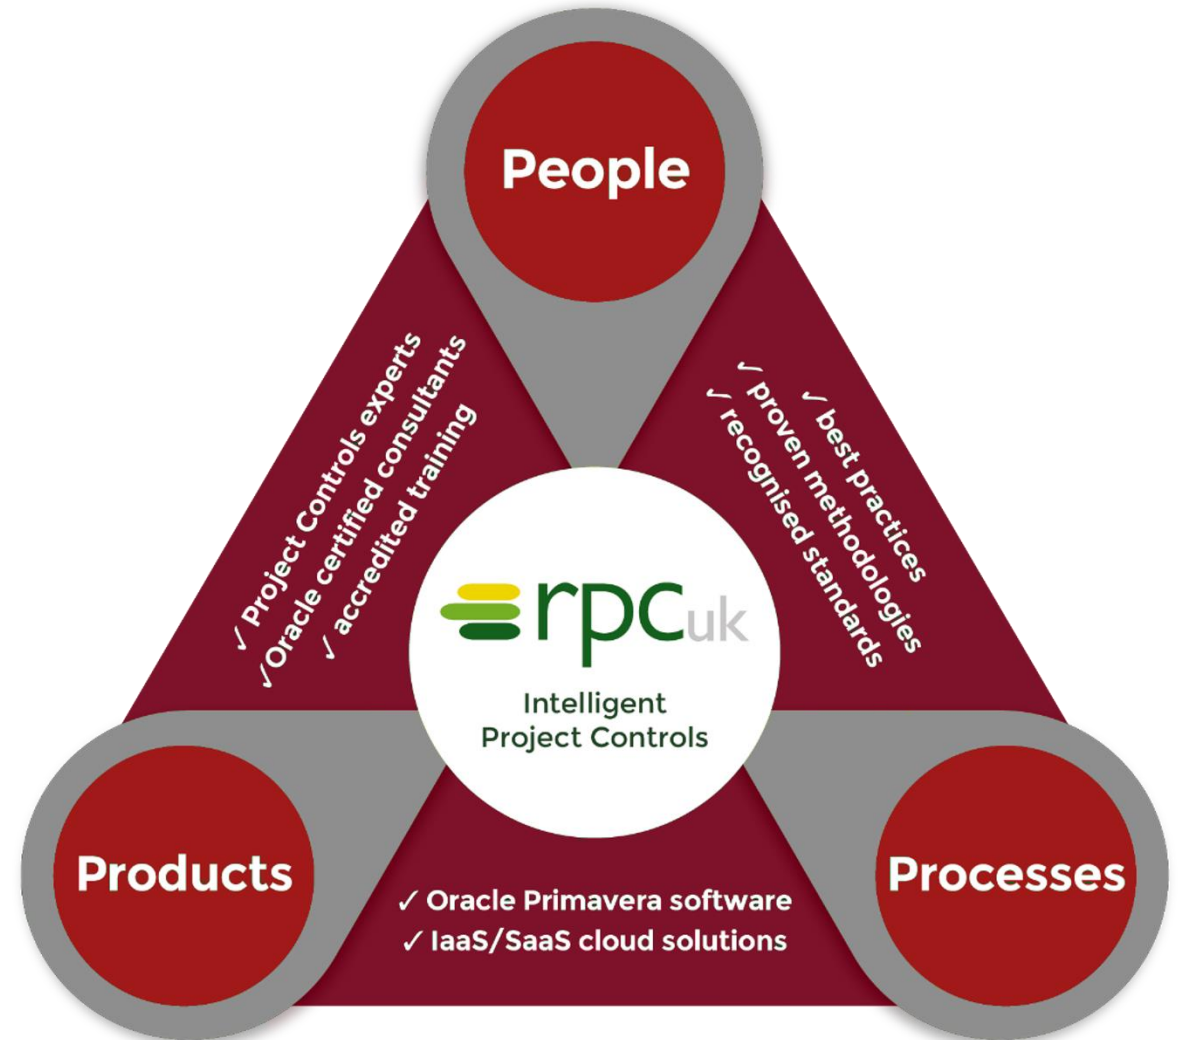 People
✓ Project Controls experts
✓Oracle certified consultants
✓ accredited training
✓ best practices
✓ proven methodologies
✓ recognised standards
rpcuk
Intelligent
Project Controls
Products
Processes
✓ Oracle Primavera software
✓ IaaS/SaaS cloud solutions